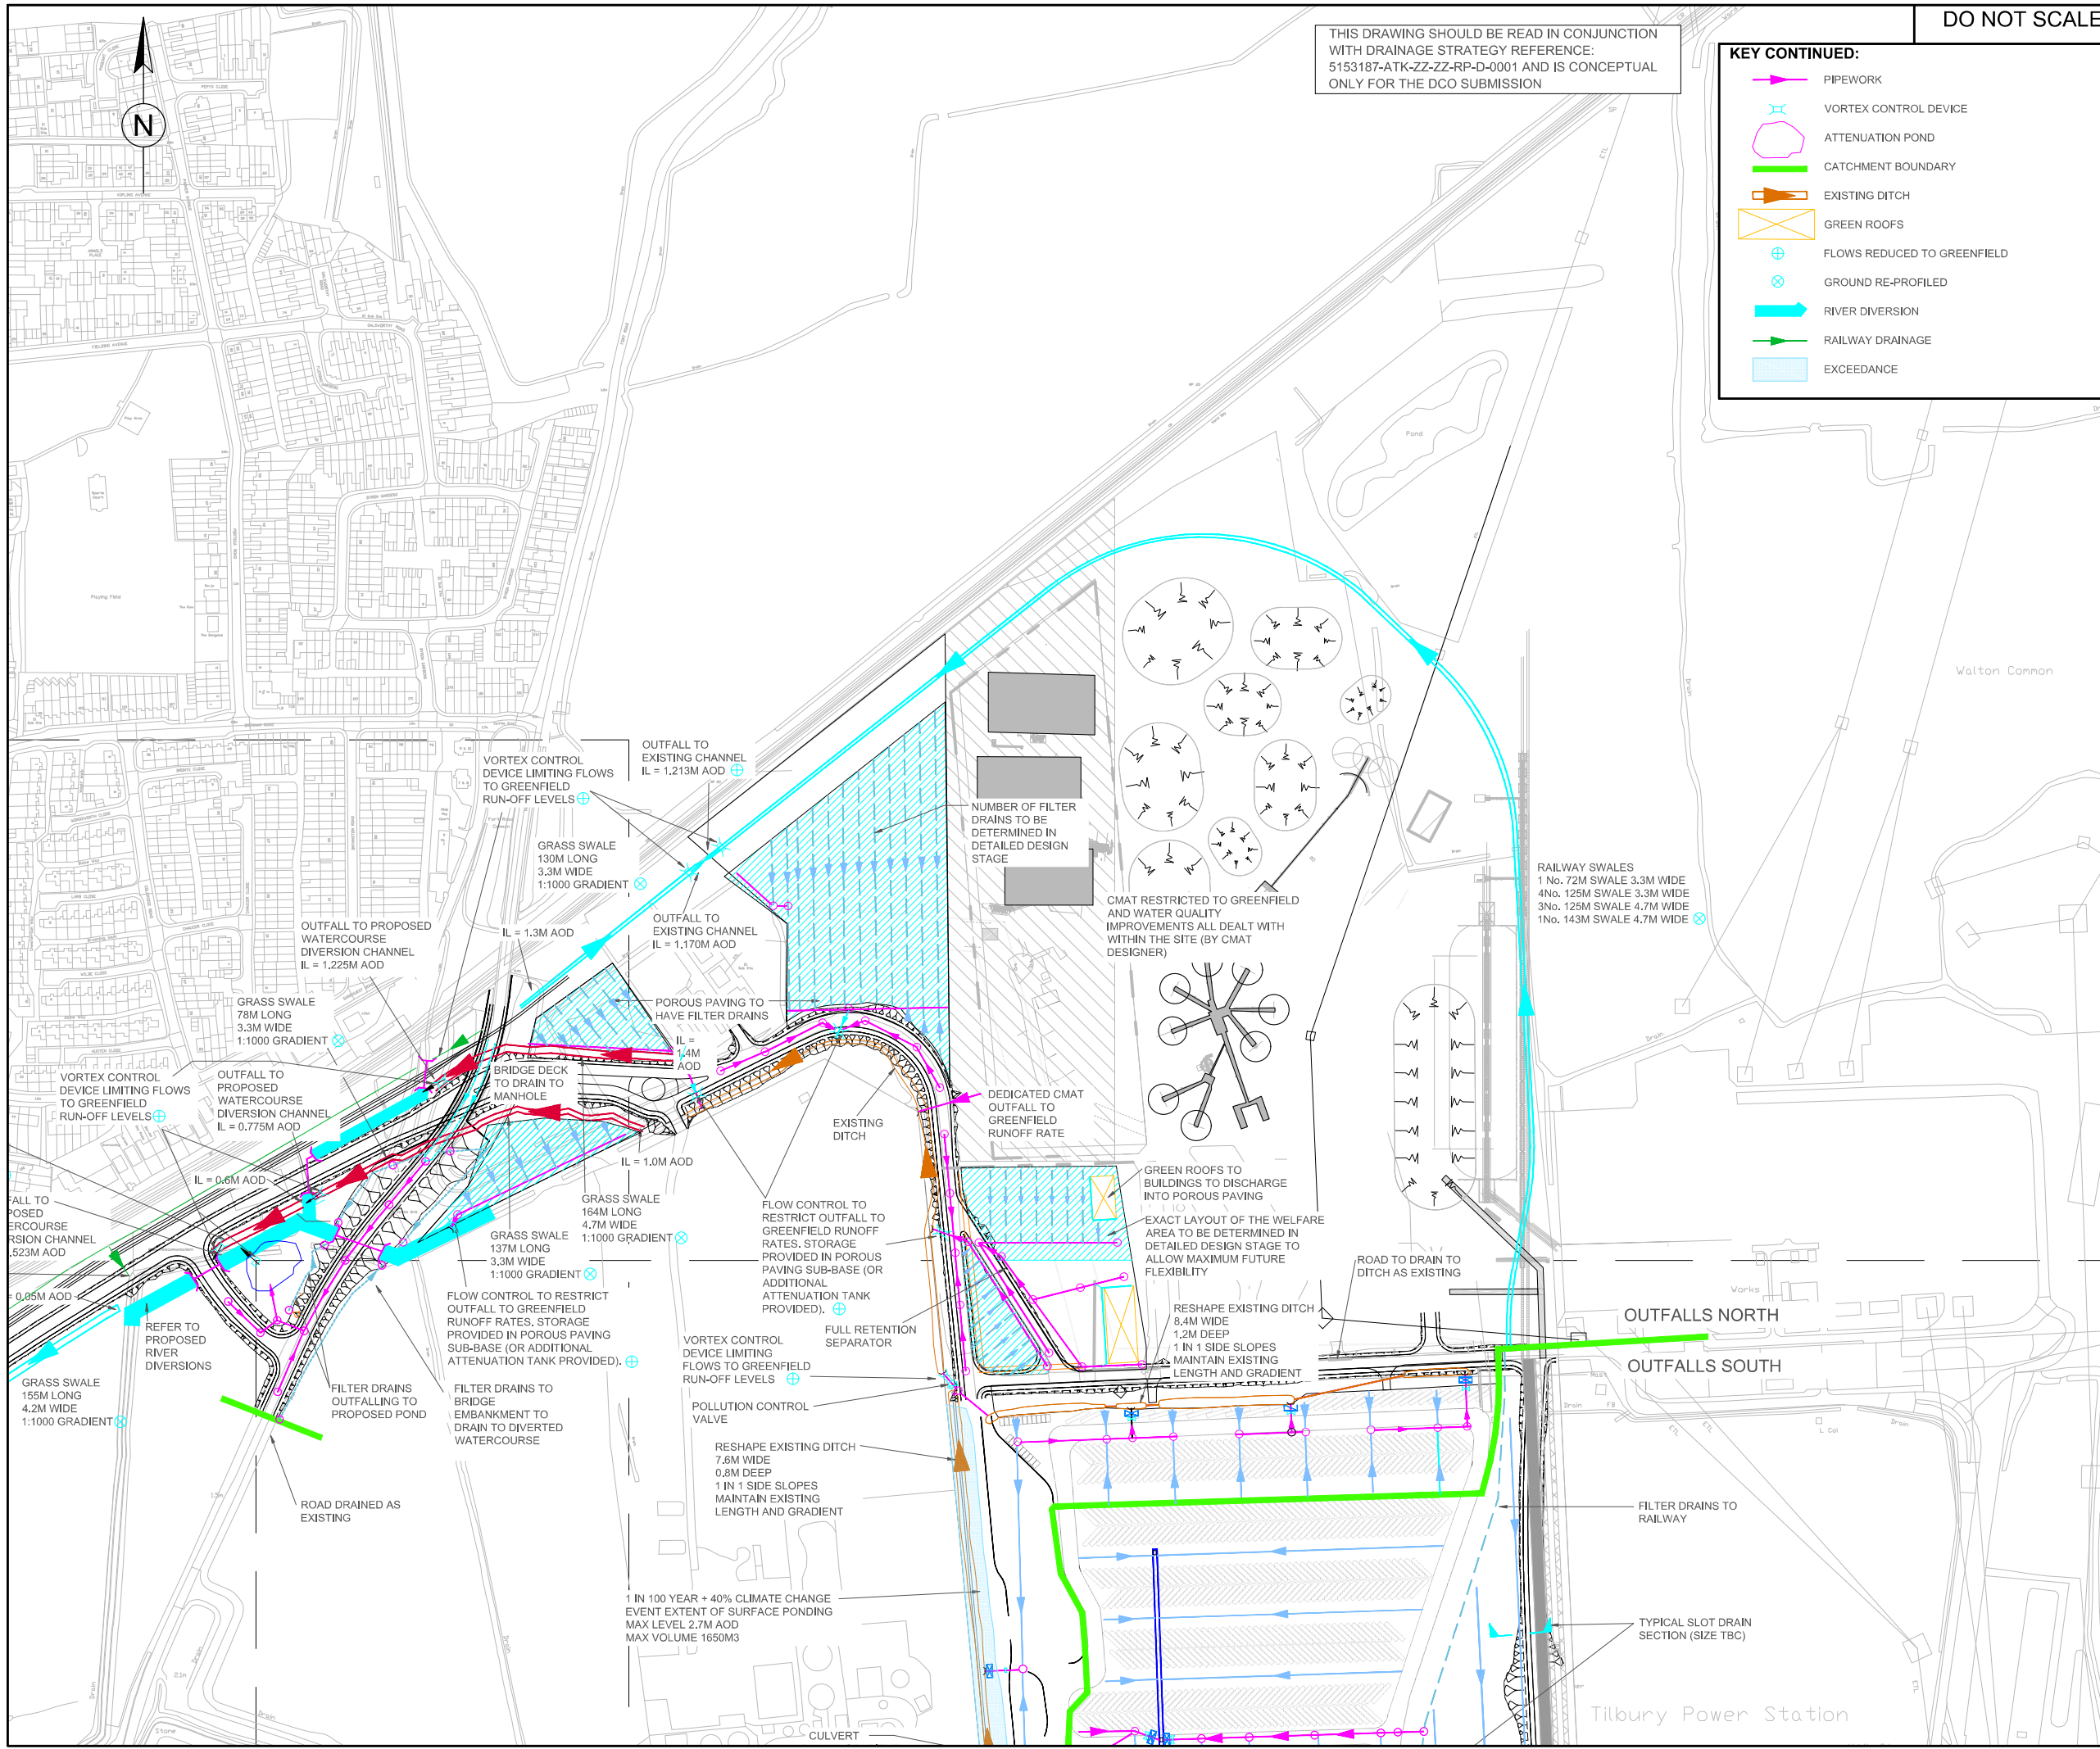 DO NOT SCALE
THIS DRAWING SHOULD BE READ IN CONJUNCTION
WITH DRAINAGE STRATEGY REFERENCE:
5153187-ATK-ZZ-ZZ-RP-D-0001 AND IS CONCEPTUAL
ONLY FOR THE DCO SUBMISSION
KEY CONTINUED:
PIPEWORK
VORTEX CONTROL DEVICE
ATTENUATION POND
CATCHMENT BOUNDARY
EXISTING DITCH
GREEN ROOFS
FLOWS REDUCED TO GREENFIELD
GROUND RE-PROFILED
RIVER DIVERSION
RAILWAY DRAINAGE
EXCEEDANCE
N
Pond
Walton Common
Playing Field
OUTFALL TO
EXISTING CHANNEL
IL = 1.213M AOD
VORTEX CONTROL
DEVICE LIMITING FLOWS
TO GREENFIELD
RUN-OFF LEVELS
GRASS SWALE
130M LONG
3.3M WIDE
1:1000 GRADIENT
NUMBER OF FILTER
DRAINS TO BE
DETERMINED IN
DETAILED DESIGN
STAGE
RAILWAY SWALES
1 No. 72M SWALE 3.3M WIDE
4No. 125M SWALE 3.3M WIDE
3No. 125M SWALE 4.7M WIDE
1No. 143M SWALE 4.7M WIDE
CMAT RESTRICTED TO GREENFIELD
AND WATER QUALITY
IMPROVEMENTS ALL DEALT WITH
WITHIN THE SITE (BY CMAT
DESIGNER)
OUTFALL TO
EXISTING CHANNEL
IL = 1.170M AOD
IL = 1.3M AOD
OUTFALL TO PROPOSED
WATERCOURSE
DIVERSION CHANNEL
IL = 1.225M AOD
GRASS SWALE
78M LONG
3.3M WIDE
1:1000 GRADIENT
POROUS PAVING TO
HAVE FILTER DRAINS
IL =
1.4M
AOD
BRIDGE DECK
TO DRAIN TO
MANHOLE
VORTEX CONTROL
DEVICE LIMITING FLOWS
TO GREENFIELD
RUN-OFF LEVELS
OUTFALL TO
PROPOSED
WATERCOURSE
DIVERSION CHANNEL
IL = 0.775M AOD
EXISTING
DITCH
DEDICATED CMAT
OUTFALL TO
GREENFIELD
RUNOFF RATE
IL = 0.6M AOD
IL = 1.0M AOD
FALL TO
POSED
ERCOURSE
RSION CHANNEL
.523M AOD
GRASS SWALE
164M LONG
4.7M WIDE
1:1000 GRADIENT
GRASS SWALE
137M LONG
3.3M WIDE
1:1000 GRADIENT
FLOW CONTROL TO
RESTRICT OUTFALL TO
GREENFIELD RUNOFF
RATES. STORAGE
PROVIDED IN POROUS
PAVING SUB-BASE (OR
ADDITIONAL
ATTENUATION TANK
PROVIDED).
GREEN ROOFS TO
BUILDINGS TO DISCHARGE
INTO POROUS PAVING
EXACT LAYOUT OF THE WELFARE
AREA TO BE DETERMINED IN
DETAILED DESIGN STAGE TO
ALLOW MAXIMUM FUTURE
FLEXIBILITY
ROAD TO DRAIN TO
DITCH AS EXISTING
Works
OUTFALLS NORTH
OUTFALLS SOUTH
= 0.05M AOD
REFER TO
PROPOSED
RIVER
DIVERSIONS
FLOW CONTROL TO RESTRICT
OUTFALL TO GREENFIELD
RUNOFF RATES. STORAGE
PROVIDED IN POROUS PAVING
SUB-BASE (OR ADDITIONAL
ATTENUATION TANK PROVIDED).
FULL RETENTION
SEPARATOR
RESHAPE EXISTING DITCH
8.4M WIDE
1.2M DEEP
1 IN 1 SIDE SLOPES
MAINTAIN EXISTING
LENGTH AND GRADIENT
VORTEX CONTROL
DEVICE LIMITING
FLOWS TO GREENFIELD
RUN-OFF LEVELS
GRASS SWALE
155M LONG
4.2M WIDE
1:1000 GRADIENT
FILTER DRAINS
OUTFALLING TO
PROPOSED POND
FILTER DRAINS TO
BRIDGE
EMBANKMENT TO
DRAIN TO DIVERTED
WATERCOURSE
POLLUTION CONTROL
VALVE
RESHAPE EXISTING DITCH
7.6M WIDE
0.8M DEEP
1 IN 1 SIDE SLOPES
MAINTAIN EXISTING
LENGTH AND GRADIENT
ROAD DRAINED AS
EXISTING
FILTER DRAINS TO
RAILWAY
1 IN 100 YEAR + 40% CLIMATE CHANGE
EVENT EXTENT OF SURFACE PONDING
MAX LEVEL 2.7M AOD
MAX VOLUME 1650M3
TYPICAL SLOT DRAIN
SECTION (SIZE TBC)
Tilbury Power Station
Stone
CULVERT